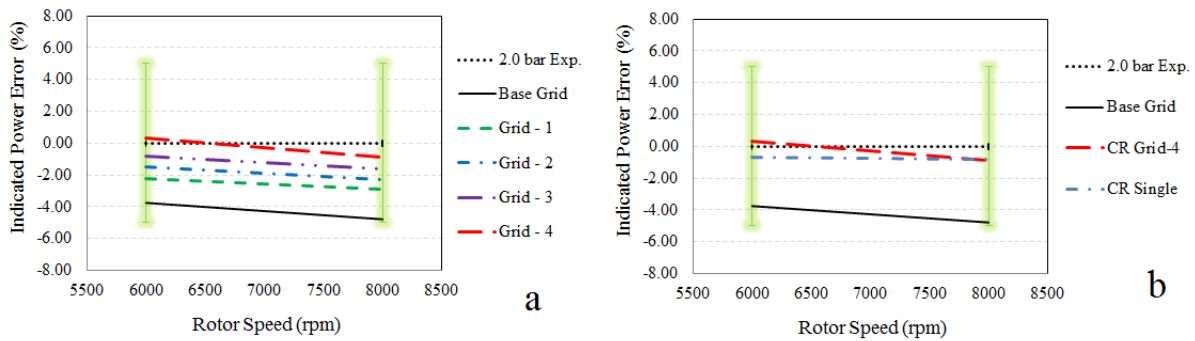 8.00
6.00
4.00
2.00
0.00
-2.00
-4.00
-6.00
-8.00
Indicated Power Error (%)
5500 6000 6500 7000 7500 8000 8500
Rotor Speed (rpm)
2.0 bar Exp.
Base Grid
Grid - 1
Grid - 2
Grid - 3
Grid - 4
a
8.00
6.00
4.00
2.00
0.00
-2.00
-4.00
-6.00
-8.00
Indicated Power Error (%)
5500 6000 6500 7000 7500 8000 8500
Rotor Speed (rpm)
2.0 bar Exp.
Base Grid
CR Grid-4
CR Single
b